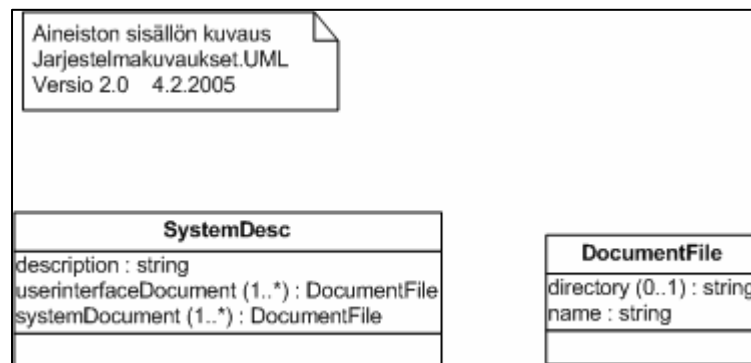 Aineiston sisällön kuvaus
Jarjestelmakuvaukset.UML
Versio 2.0 4.2.2005
SystemDesc
description : string
userinterfaceDocument (1..*) : DocumentFile
systemDocument (1..*) : DocumentFile
DocumentFile
directory (0..1) : string
name : string